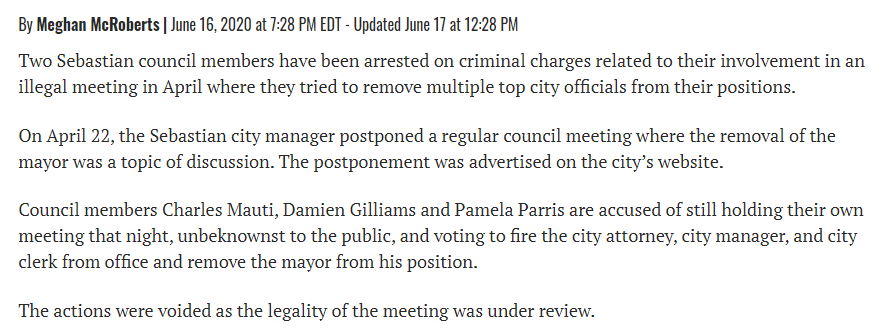 By Meghan McRoberts | June 16, 2020 at 7:28 PM EDT - Updated June 17 at 12:28 PM
Two Sebastian council members have been arrested on criminal charges related to their involvement in an
illegal meeting in April where they tried to remove multiple top city officials from their positions.
On April 22, the Sebastian city manager postponed a regular council meeting where the removal of the
mayor was a topic of discussion. The postponement was advertised on the city’s website.
Council members Charles Mauti, Damien Gilliams and Pamela Parris are accused of still holding their own
meeting that night, unbeknownst to the public, and voting to fire the city attorney, city manager, and city
clerk from office and remove the mayor from his position.
The actions were voided as the legality of the meeting was under review.